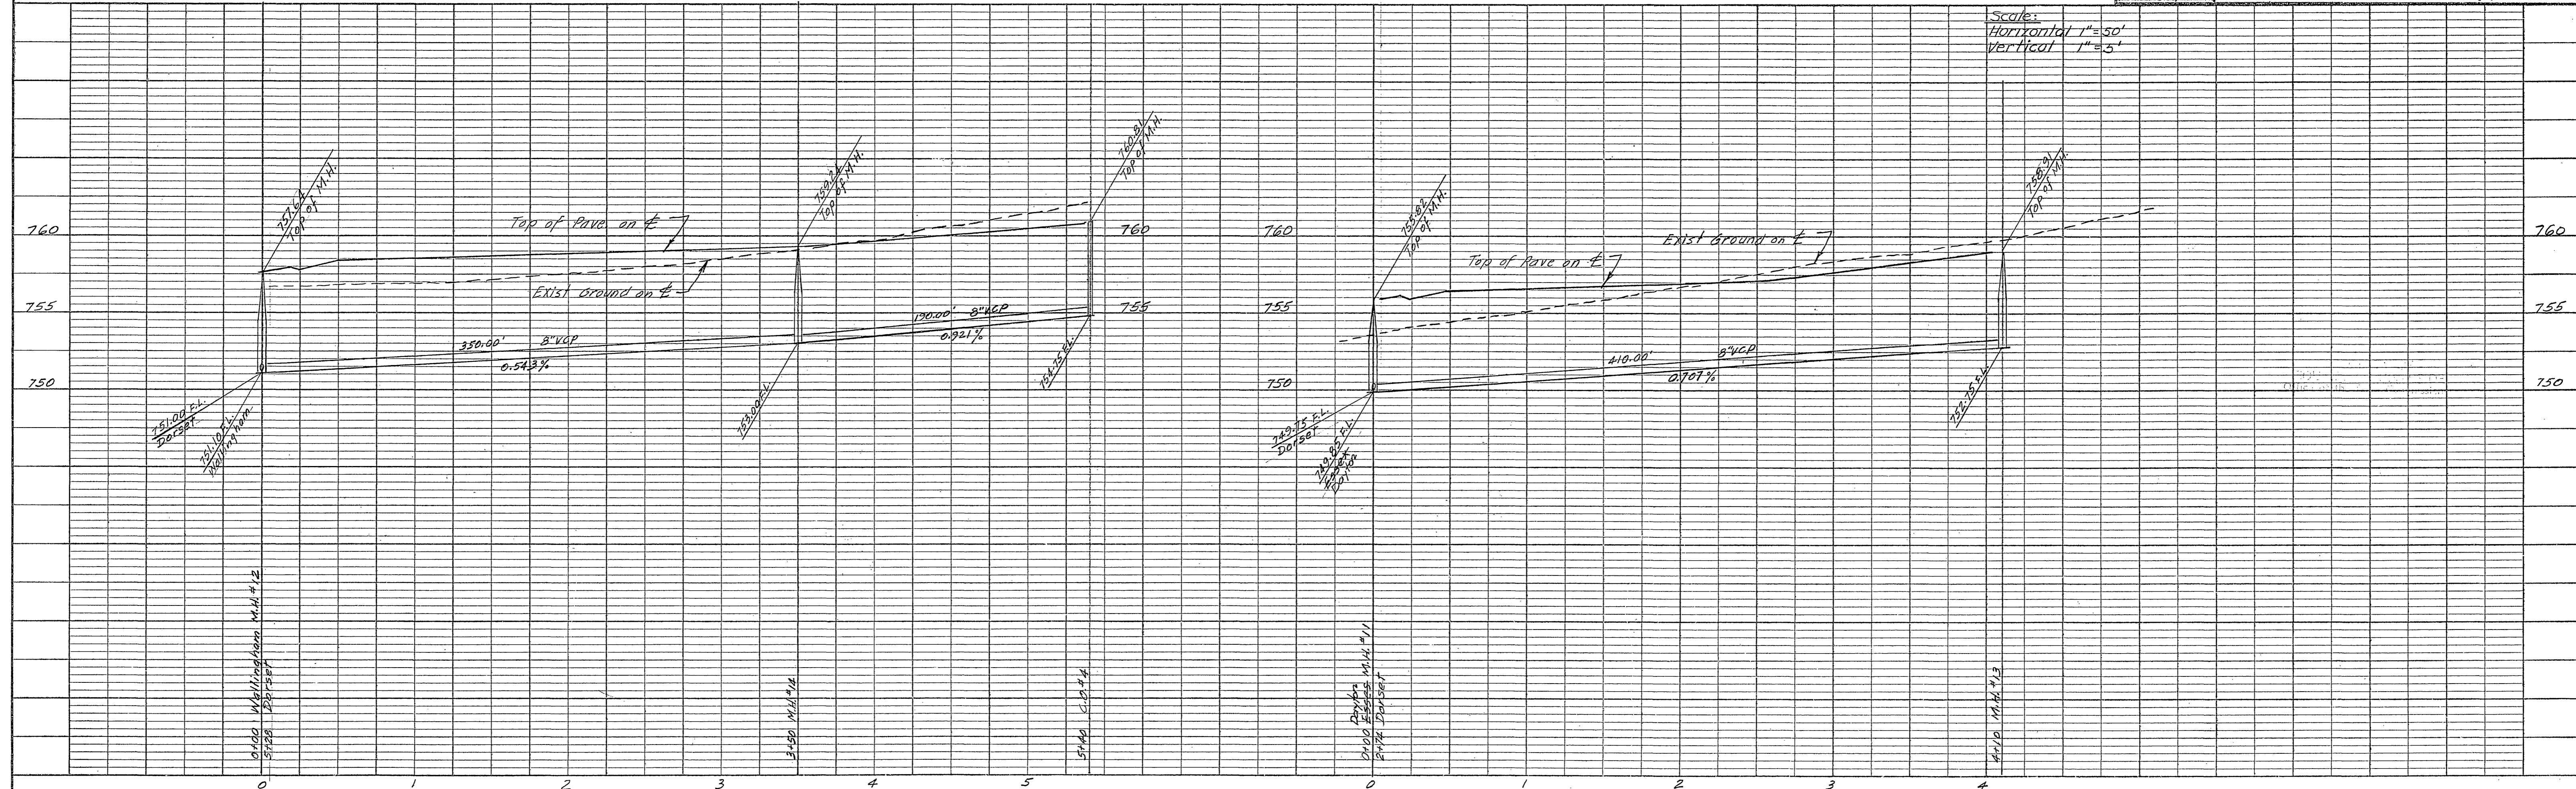 Scale:
Horizontal 1"=50'
Vertical 1"=5'
757.64
Top of M.H.
759.24
Top of M.H.
760.81
Top of M.H.
755.82
Top of M.H.
758.91
Top of M.H.
Top of Pave on ℄
Exist Ground on ℄
Top of Pave on ℄
Exist Ground on ℄
760
760
760
760
755
755
755
755
750
750
750
350.00' 8"VCP
0.543%
190.00' 8"VCP
0.921%
410.00' 8"VCP
0.707%
751.00 F.L.
Dorset
751.10 F.L.
Wallingham
753.00 F.L.
754.75 F.L.
749.75 F.L.
Dorset
749.85 F.L.
Essex
Dayton
752.75 F.L.
0+00 Wallingham M.H.#12
5+28 Dorset
3+50 M.H.#14
5+40 C.O.#4
Dayton
0+00 Essex M.H.#11
2+74 Dorset
4+10 M.H.#13
0 1 2 3 4 5 0 1 2 3 4